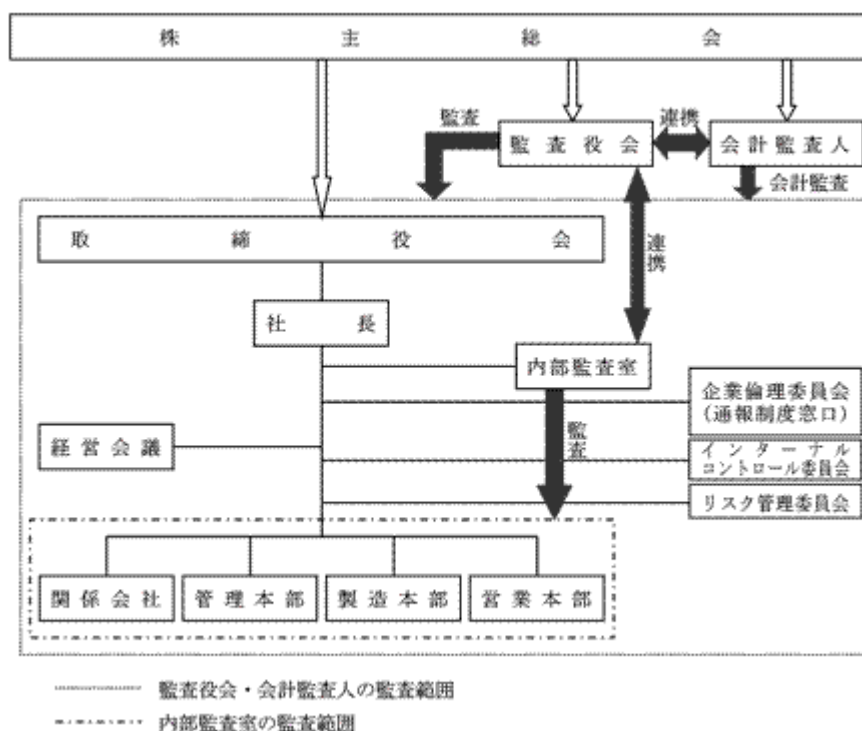 株主総会
監査
連携
監査役会
会計監査人
会計監査
取締役会
連携
社長
内部監査室
企業倫理委員会
(通報制度窓口)
監査
経営会議
インターナル
コントロール委員会
リスク管理委員会
関係会社
管理本部
製造本部
営業本部
監査役会・会計監査人の監査範囲
内部監査室の監査範囲